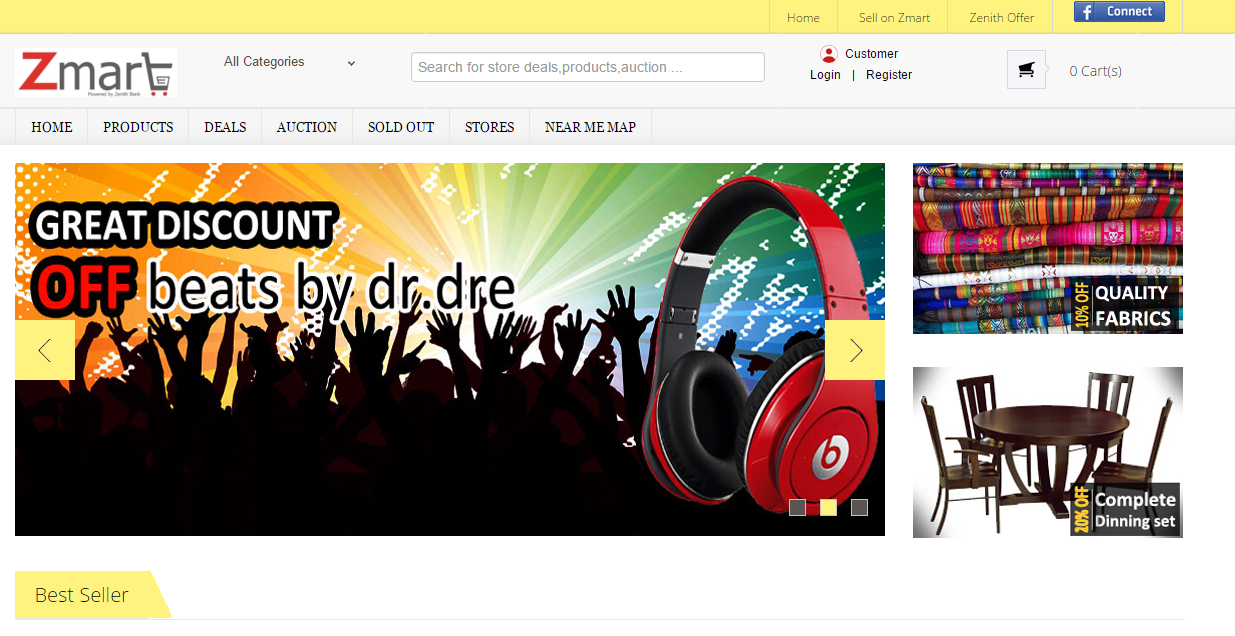 Home
Sell on Zmart
Zenith Offer
f Connect
Zmart
Powered by Zenith Bank
All Categories
Search for store deals,products,auction ...
Customer
Login | Register
0 Cart(s)
HOME
PRODUCTS
DEALS
AUCTION
SOLD OUT
STORES
NEAR ME MAP
GREAT DISCOUNT
OFF beats by dr.dre
b
10% OFF
QUALITY
FABRICS
20% OFF
Complete
Dinning set
Best Seller